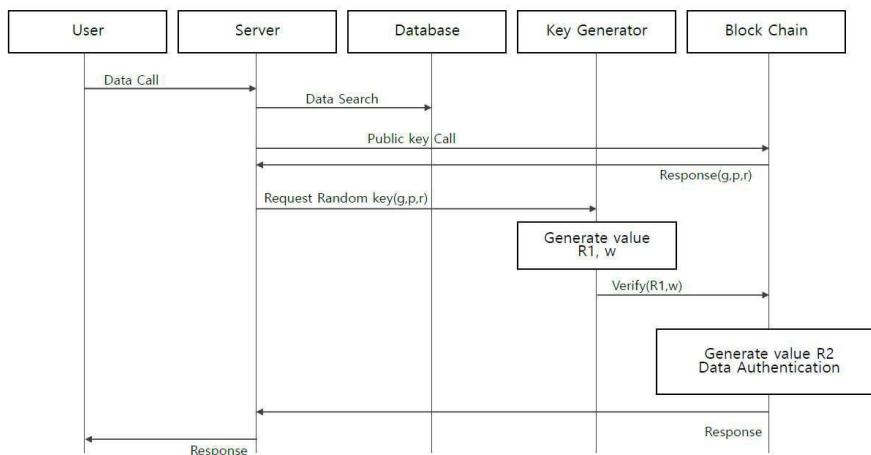 User
Server
Database
Key Generator
Block Chain
Data Call
Data Search
Public key Call
Response(g,p,r)
Request Random key(g,p,r)
Generate value
R1, w
Verify(R1,w)
Generate value R2
Data Authentication
Response
Response